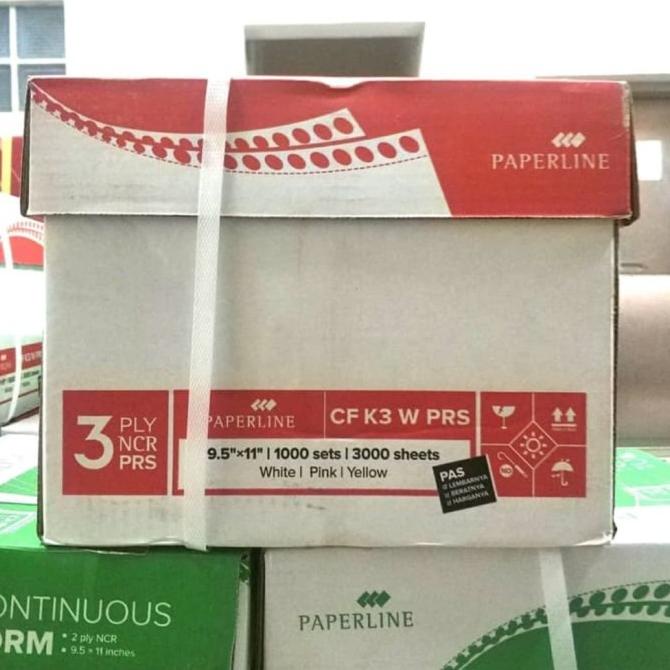 PAPERLINE
3 PLY
NCR
PRS
PAPERLINE
CF K3 W PRS
9.5"×11" | 1000 sets | 3000 sheets
White | Pink | Yellow
PAS
LEMBARNYA
BERATNYA
HARGANYA
NO
ONTINUOUS
ORM
• 2 ply NCR
• 9.5 × 11 inches
PAPERLINE